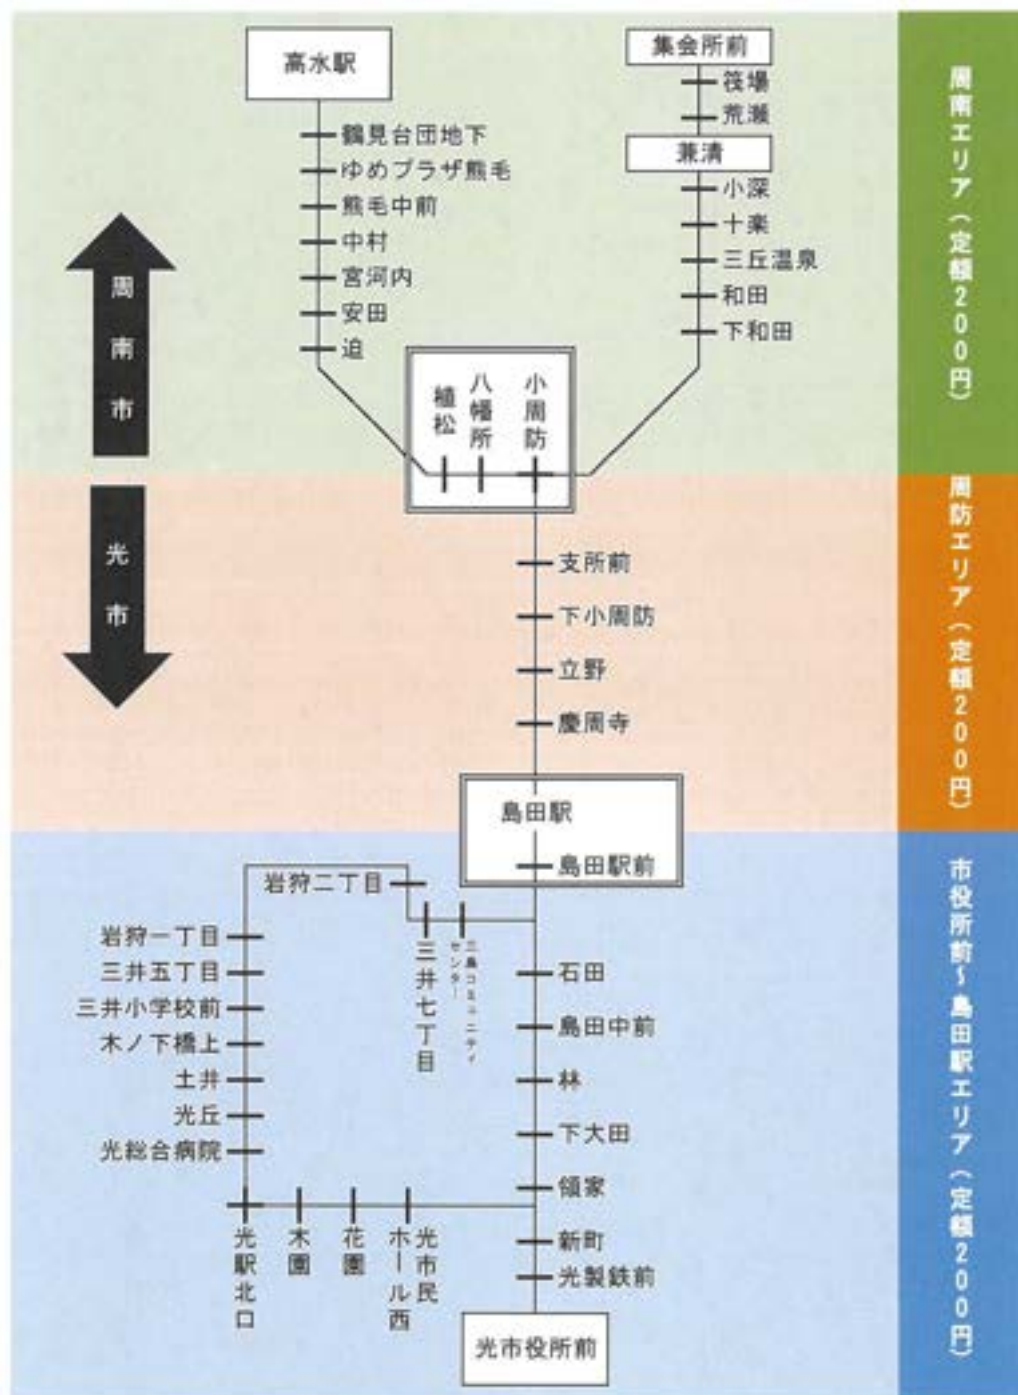 高水駅
鶴見台団地下
ゆめプラザ熊毛
熊毛中前
中村
宮河内
安田
迫
集会所前
筏場
荒瀬
兼清
小深
十楽
三丘温泉
和田
下和田
植松
八幡所
小周防
周南市
光市
支所前
下小周防
立野
慶周寺
島田駅
島田駅前
岩狩二丁目
三井七丁目
三島コミュニティ
センター
岩狩一丁目
三井五丁目
三井小学校前
木ノ下橋上
土井
光丘
光総合病院
光駅北口
木園
花園
光市民
ホール西
石田
島田中前
林
下大田
領家
新町
光製鉄前
光市役所前
周南エリア(定額200円)
周防エリア(定額200円)
市役所前~島田駅エリア(定額200円)